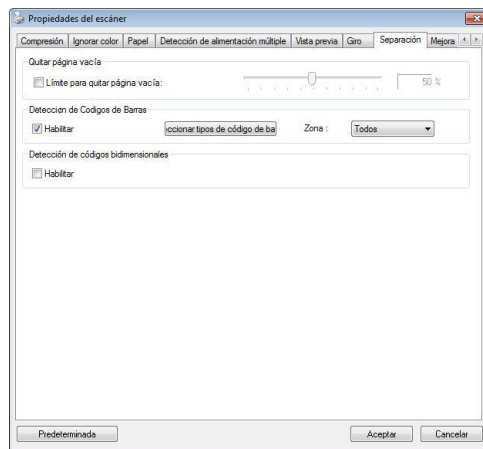 Propiedades del escáner
Compresión Ignorar color Papel Detección de alimentación múltiple Vista previa Giro Separación Mejora
Quitar página vacía
Límite para quitar página vacía: 50 %
Detección de Codigos de Barras
Habilitar ccionar tipos de código de ba Zona : Todos
Detección de códigos bidimensionales
Habilitar
Predeterminada Aceptar Cancelar